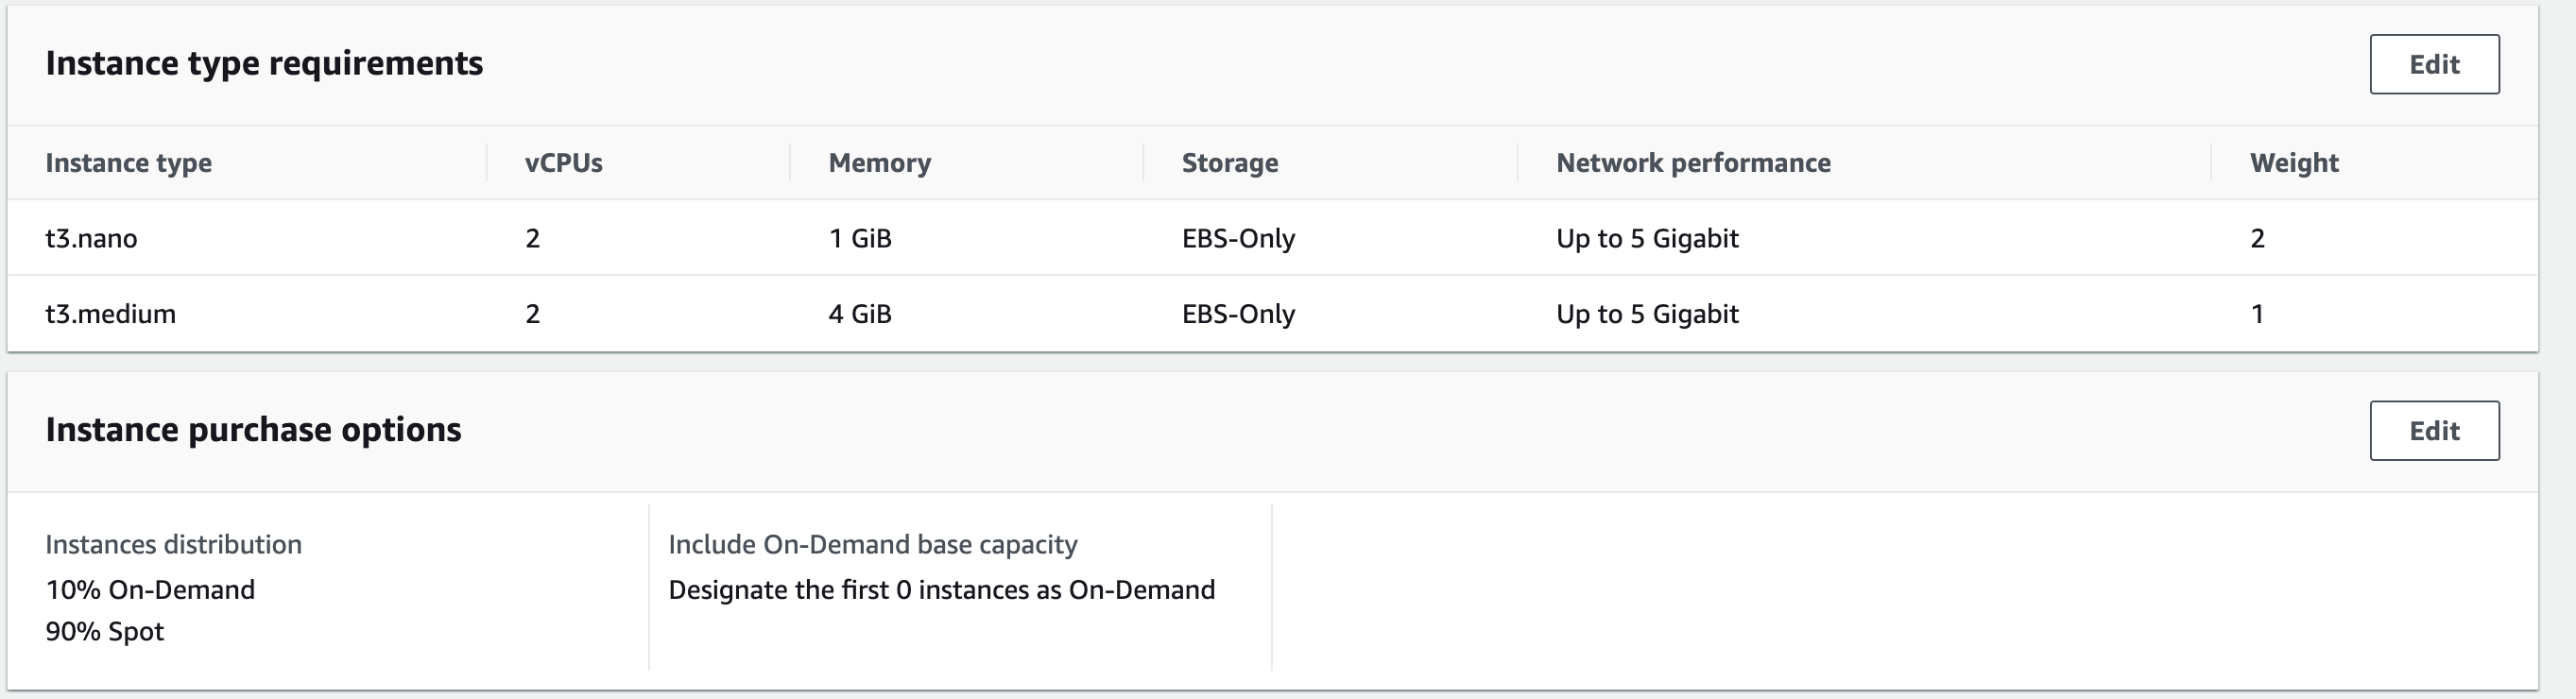 Instance type requirements
Edit
Instance type vCPUs Memory Storage Network performance Weight
t3.nano 2 1 GiB EBS-Only Up to 5 Gigabit 2
t3.medium 2 4 GiB EBS-Only Up to 5 Gigabit 1
Instance purchase options
Edit
Instances distribution
10% On-Demand
90% Spot
Include On-Demand base capacity
Designate the first 0 instances as On-Demand